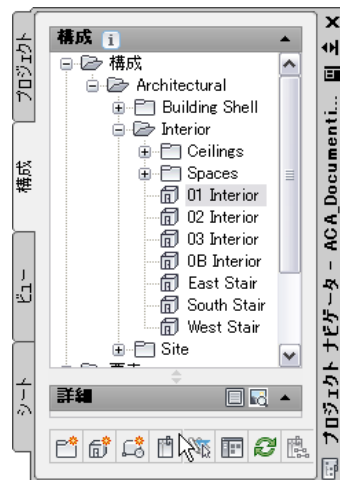 構成
構成
Architectural
Building Shell
Interior
Ceilings
Spaces
01 Interior
02 Interior
03 Interior
0B Interior
East Stair
South Stair
West Stair
Site
詳細
プロジェクト
構成
ビュー
シート
プロジェクト ナビゲータ - ACA_Documenti...